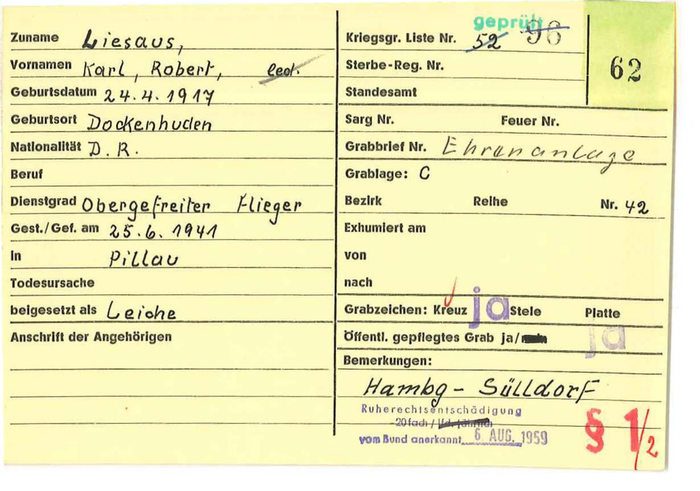 Zuname Liesaus,
Vornamen Karl, Robert, led.
Geburtsdatum 24.4.1917
Geburtsort Dockenhuden
Nationalität D.R.
Beruf
Dienstgrad Obergefreiter Flieger
Gest./Gef. am 25.6.1941
In Pillau
Todesursache
beigesetzt als Leiche
Anschrift der Angehörigen
geprüft
Kriegsgr. Liste Nr. 52 96
62
Sterbe-Reg. Nr.
Standesamt
Sarg Nr. Feuer Nr.
Grabbrief Nr. Ehrenanlage
Grablage: C
Bezirk Reihe Nr. 42
Exhumiert am
von
nach
Grabzeichen: Kreuz ja Stele Platte
Öffentl. gepflegtes Grab ja/nein ja
Bemerkungen:
Hambg - Sülldorf
Ruherechtsentschädigung
-20fach / lfd. jährlich
vom Bund anerkannt 6. AUG. 1959
§ 1/2